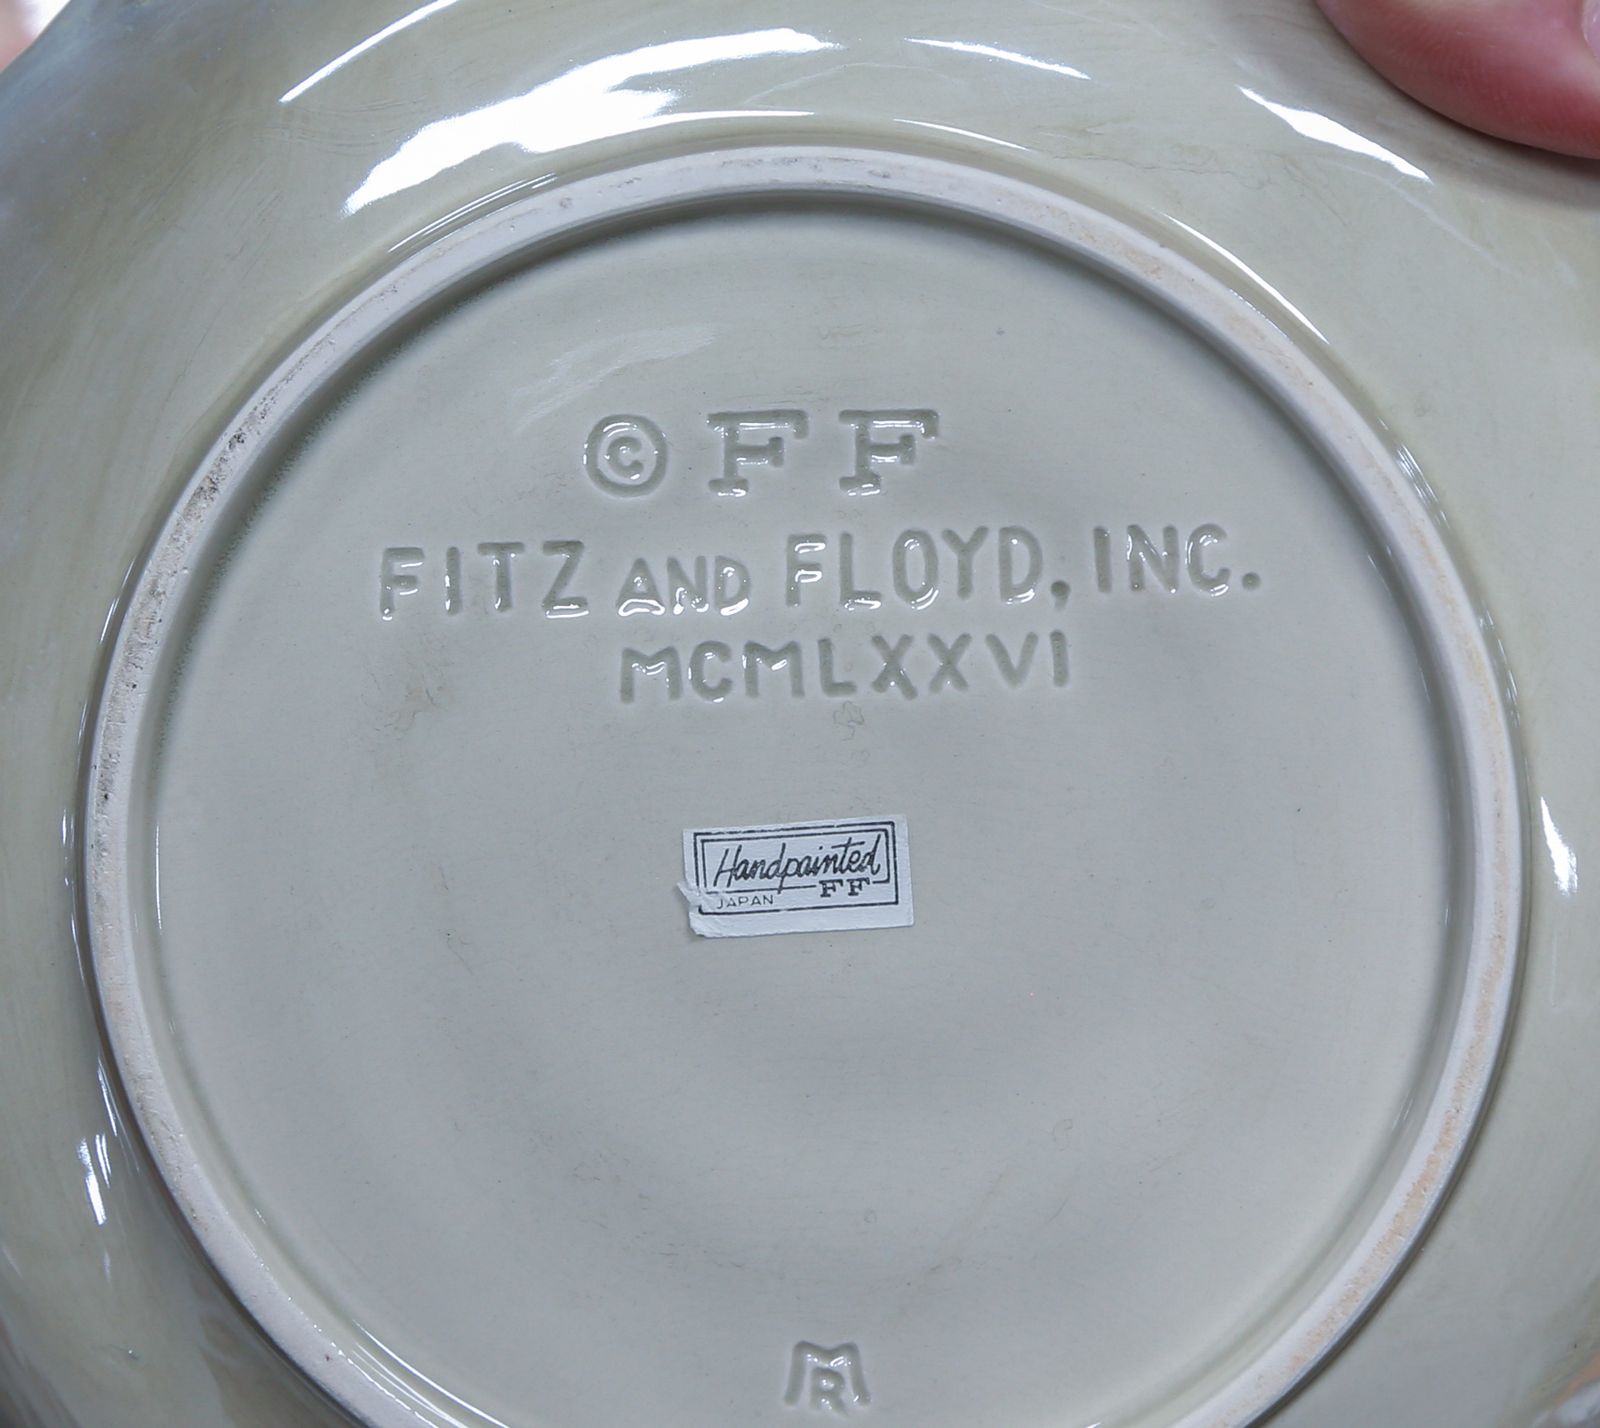 © FF
FITZ AND FLOYD, INC.
MCMLXXVI
Handpainted
JAPAN FF
MR